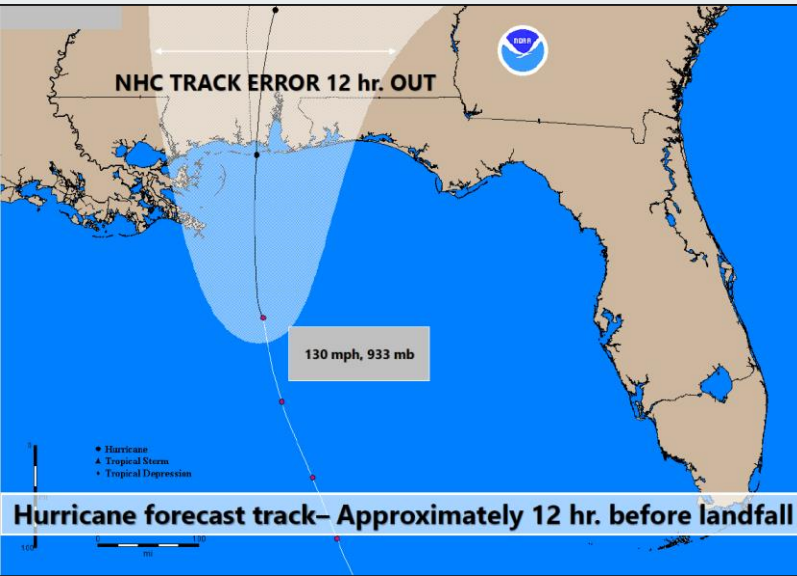 NOAA
NHC TRACK ERROR 12 hr. OUT
130 mph, 933 mb
Hurricane
Tropical Storm
Tropical Depression
Hurricane forecast track– Approximately 12 hr. before landfall
100
0 100
mi